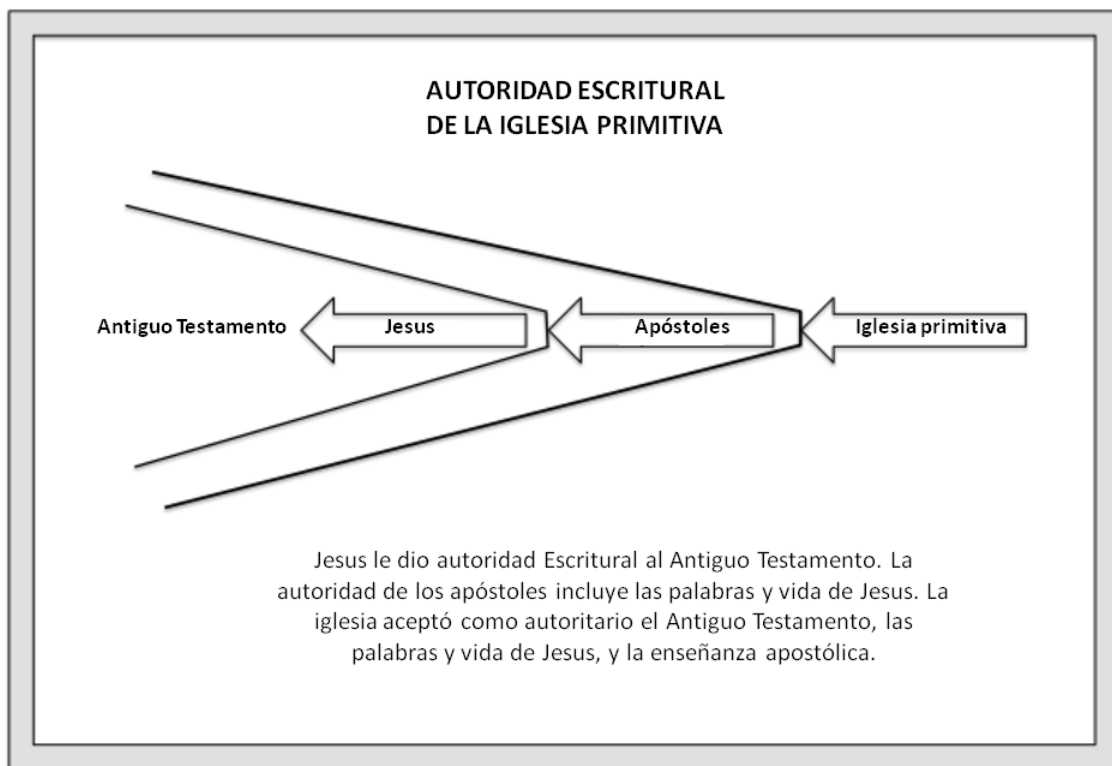 AUTORIDAD ESCRITURAL
DE LA IGLESIA PRIMITIVA
Antiguo Testamento
Jesus
Apóstoles
Iglesia primitiva
Jesus le dio autoridad Escritural al Antiguo Testamento. La
autoridad de los apóstoles incluye las palabras y vida de Jesus. La
iglesia aceptó como autoritario el Antiguo Testamento, las
palabras y vida de Jesus, y la enseñanza apostólica.